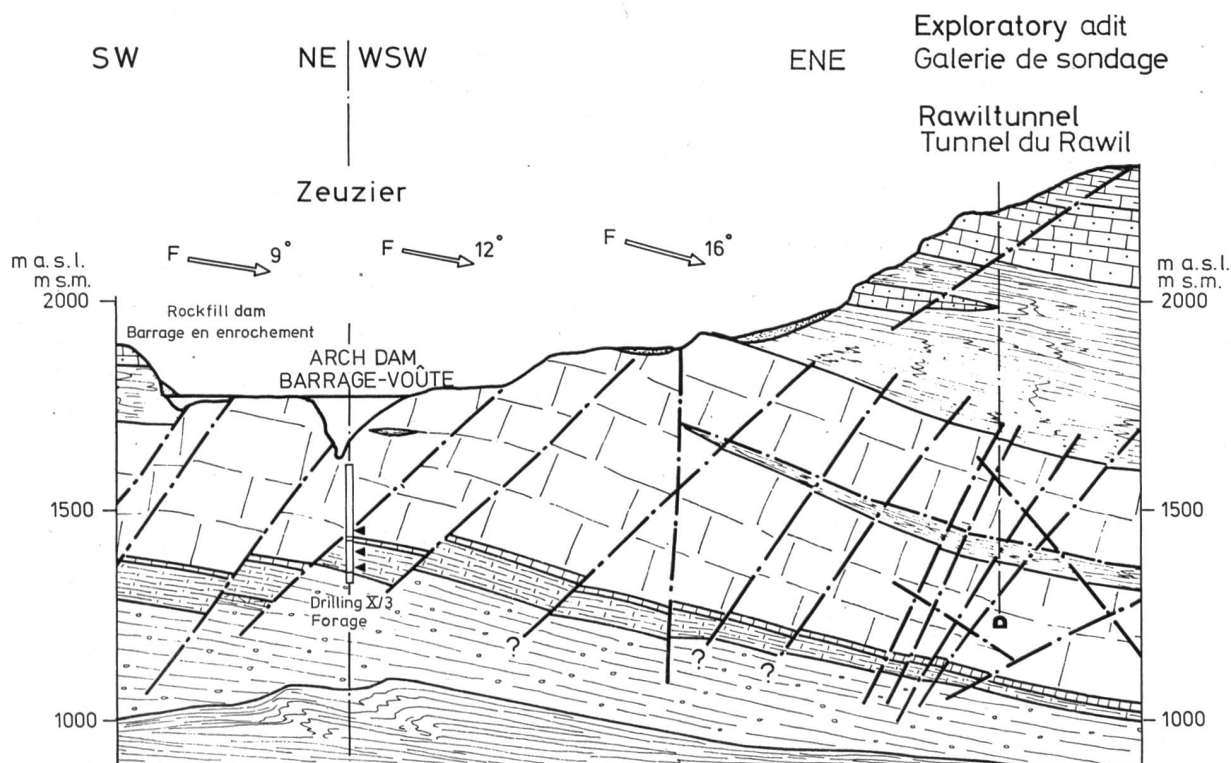 Exploratory adit
Galerie de sondage
SW
NE
WSW
ENE
Rawiltunnel
Tunnel du Rawil
Zeuzier
F
9°
F
12°
F
16°
m a.s.l.
m s.m.
2000
m a.s.l.
m s.m.
2000
Rockfill dam
Barrage en enrochement
ARCH DAM
BARRAGE-VOÛTE
1500
1500
Drilling X/3
Forage
?
?
?
1000
1000